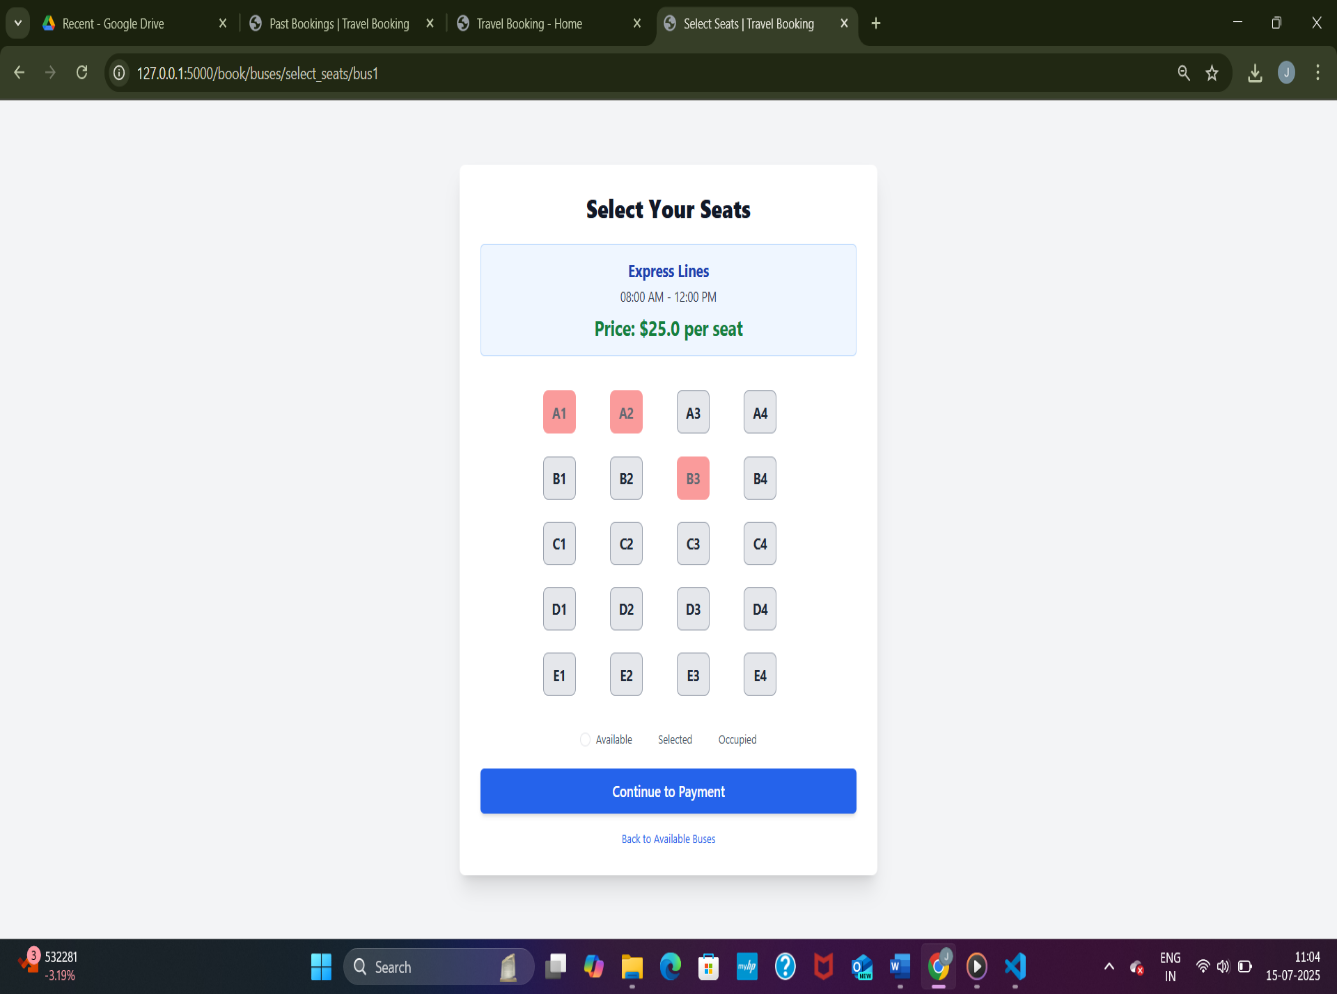 Recent - Google Drive
Past Bookings | Travel Booking
Travel Booking - Home
Select Seats | Travel Booking
127.0.0.1:5000/book/buses/select_seats/bus1
J
Select Your Seats
Express Lines
08:00 AM - 12:00 PM
Price: $25.0 per seat
A1 A2 A3 A4
B1 B2 B3 B4
C1 C2 C3 C4
D1 D2 D3 D4
E1 E2 E3 E4
Available Selected Occupied
Continue to Payment
Back to Available Buses
3
532281
-3.19%
Search
myhp
NEW
W
J
ENG
IN
11:04
15-07-2025